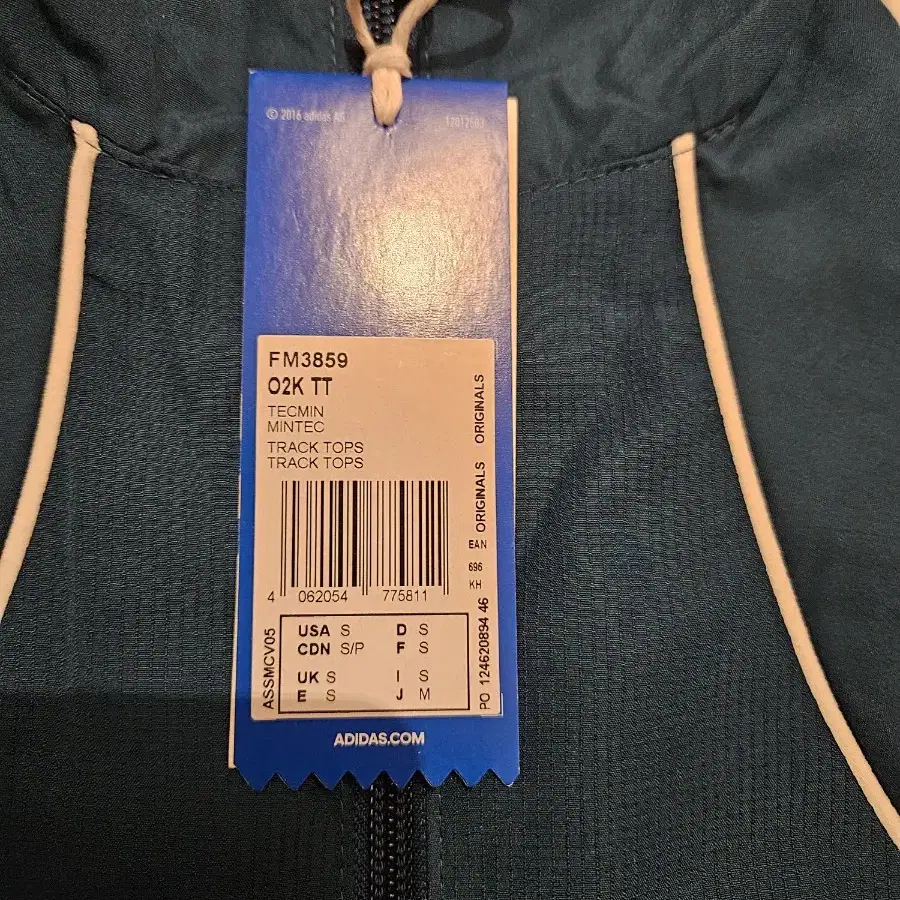 © 2016 adidas AG
FM3859
O2K TT
TECMIN
MINTEC
TRACK TOPS
TRACK TOPS
ORIGINALS
ORIGINALS
EAN
696
KH
4 062054 775811
ASSMCV05
USA S D S
CDN S/P F S
UK S I S
E S J M
PO 124620894 46
ADIDAS.COM